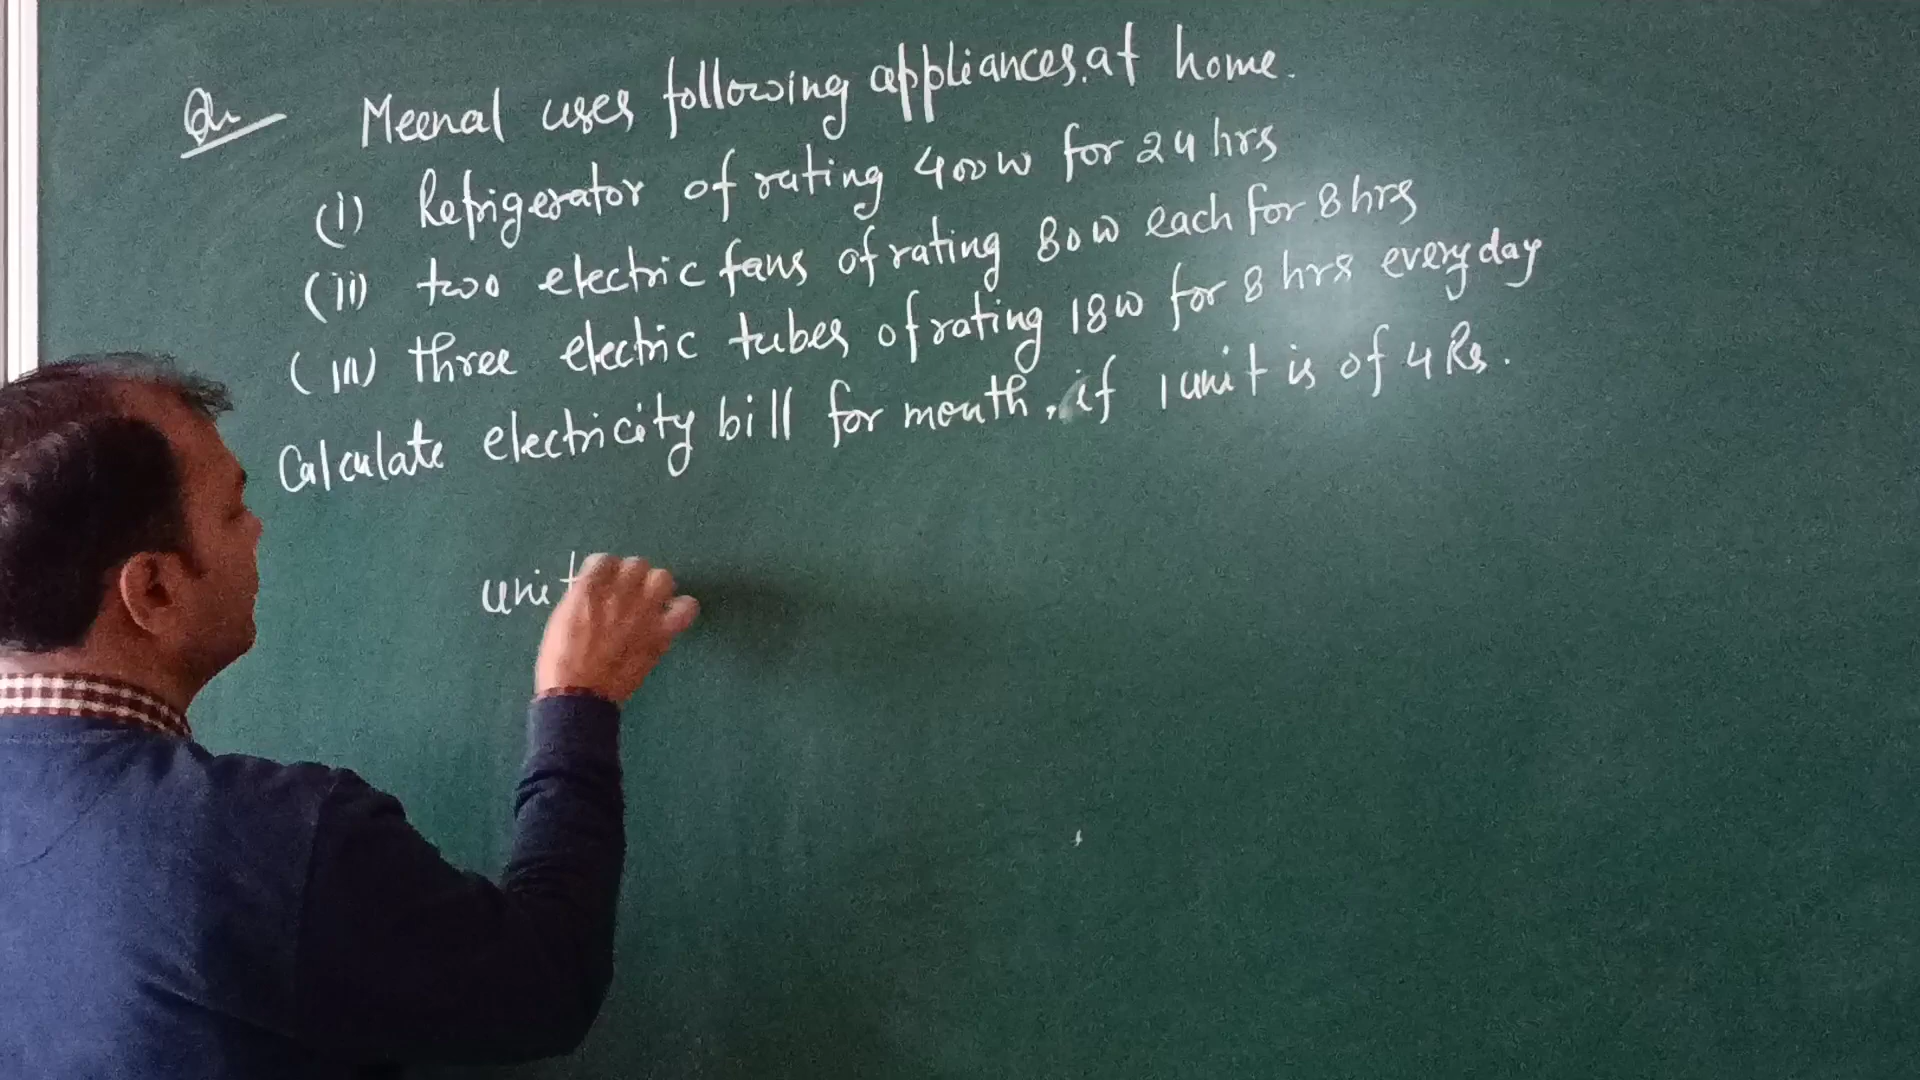 Qn Meenal uses following appliances at home.
(i) Refrigerator of rating 400W for 24 hrs
(ii) two electric fans of rating 80W each for 8 hrs
(iii) three electric tubes of rating 18W for 8 hrs everyday
Calculate electricity bill for month, if 1 unit is of 4 Rs.
unit